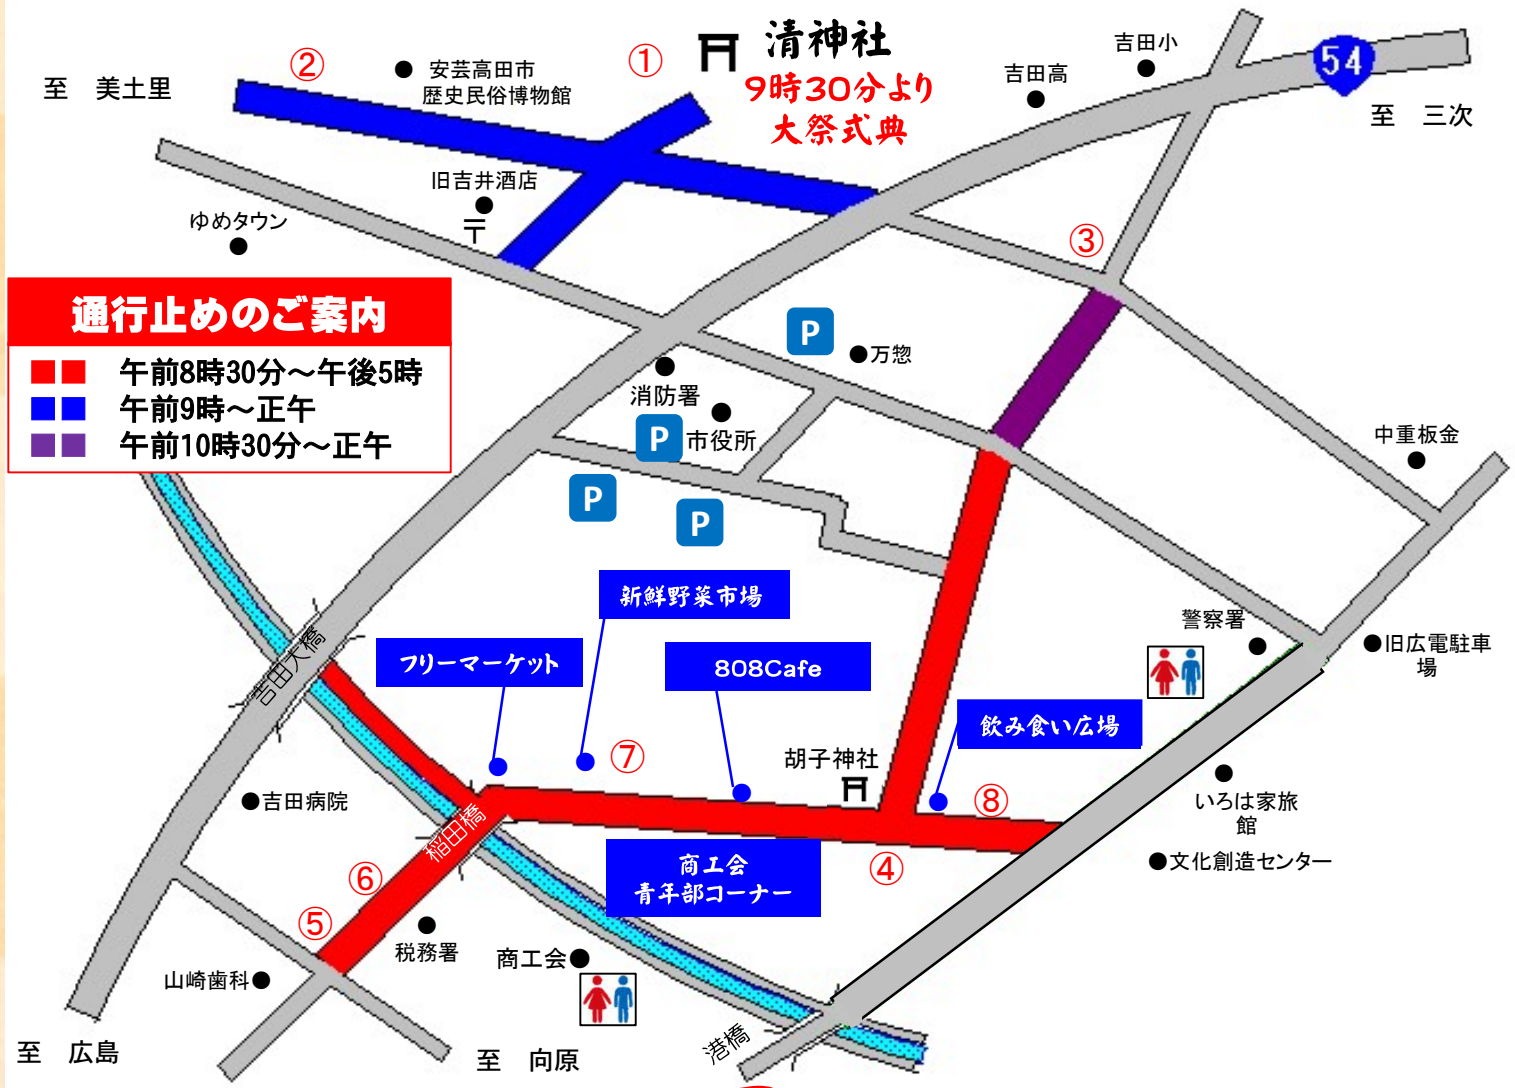 清神社
9時30分より
大祭式典
①
②
安芸高田市
歴史民俗博物館
至 美土里
吉田小
吉田高
54
至 三次
旧吉井酒店
〒
ゆめタウン
③
通行止めのご案内
午前8時30分～午後5時
午前9時～正午
午前10時30分～正午
P
万惣
消防署
P
市役所
P
P
中重板金
新鮮野菜市場
フリーマーケット
808Cafe
飲み食い広場
警察署
旧広電駐車
場
吉田大橋
⑦
胡子神社
⑧
いろは家旅
館
文化創造センター
吉田病院
稲田橋
商工会
青年部コーナー
④
⑥
⑤
税務署
商工会
山崎歯科
港橋
至 広島
至 向原